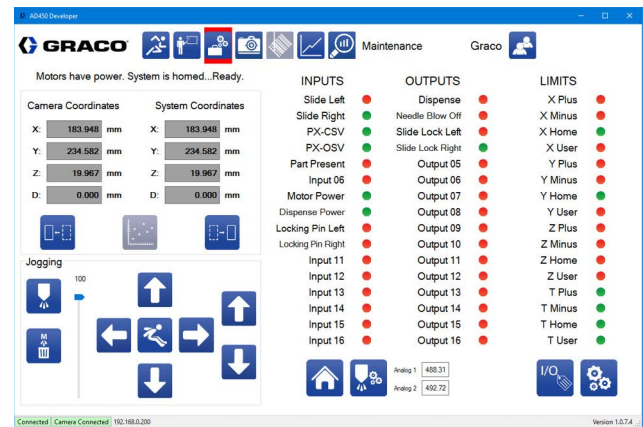 AD450 Developer
GRACO
Maintenance
Graco
Motors have power. System is homed...Ready.
Camera Coordinates
System Coordinates
X: 183.948 mm
X: 183.948 mm
Y: 234.582 mm
Y: 234.582 mm
Z: 19.967 mm
Z: 19.967 mm
D: 0.000 mm
D: 0.000 mm
Jogging
100
M
INPUTS
Slide Left
Slide Right
PX-CSV
PX-OSV
Part Present
Input 06
Motor Power
Dispense Power
Locking Pin Left
Locking Pin Right
Input 11
Input 12
Input 13
Input 14
Input 15
Input 16
OUTPUTS
Dispense
Needle Blow Off
Slide Lock Left
Slide Lock Right
Output 05
Output 06
Output 07
Output 08
Output 09
Output 10
Output 11
Output 12
Output 13
Output 14
Output 15
Output 16
LIMITS
X Plus
X Minus
X Home
X User
Y Plus
Y Minus
Y Home
Y User
Z Plus
Z Minus
Z Home
Z User
T Plus
T Minus
T Home
T User
Analog 1 488.31
Analog 2 492.72
I/O
Connected
Camera Connected
192.168.0.200
Version 1.0.7.4